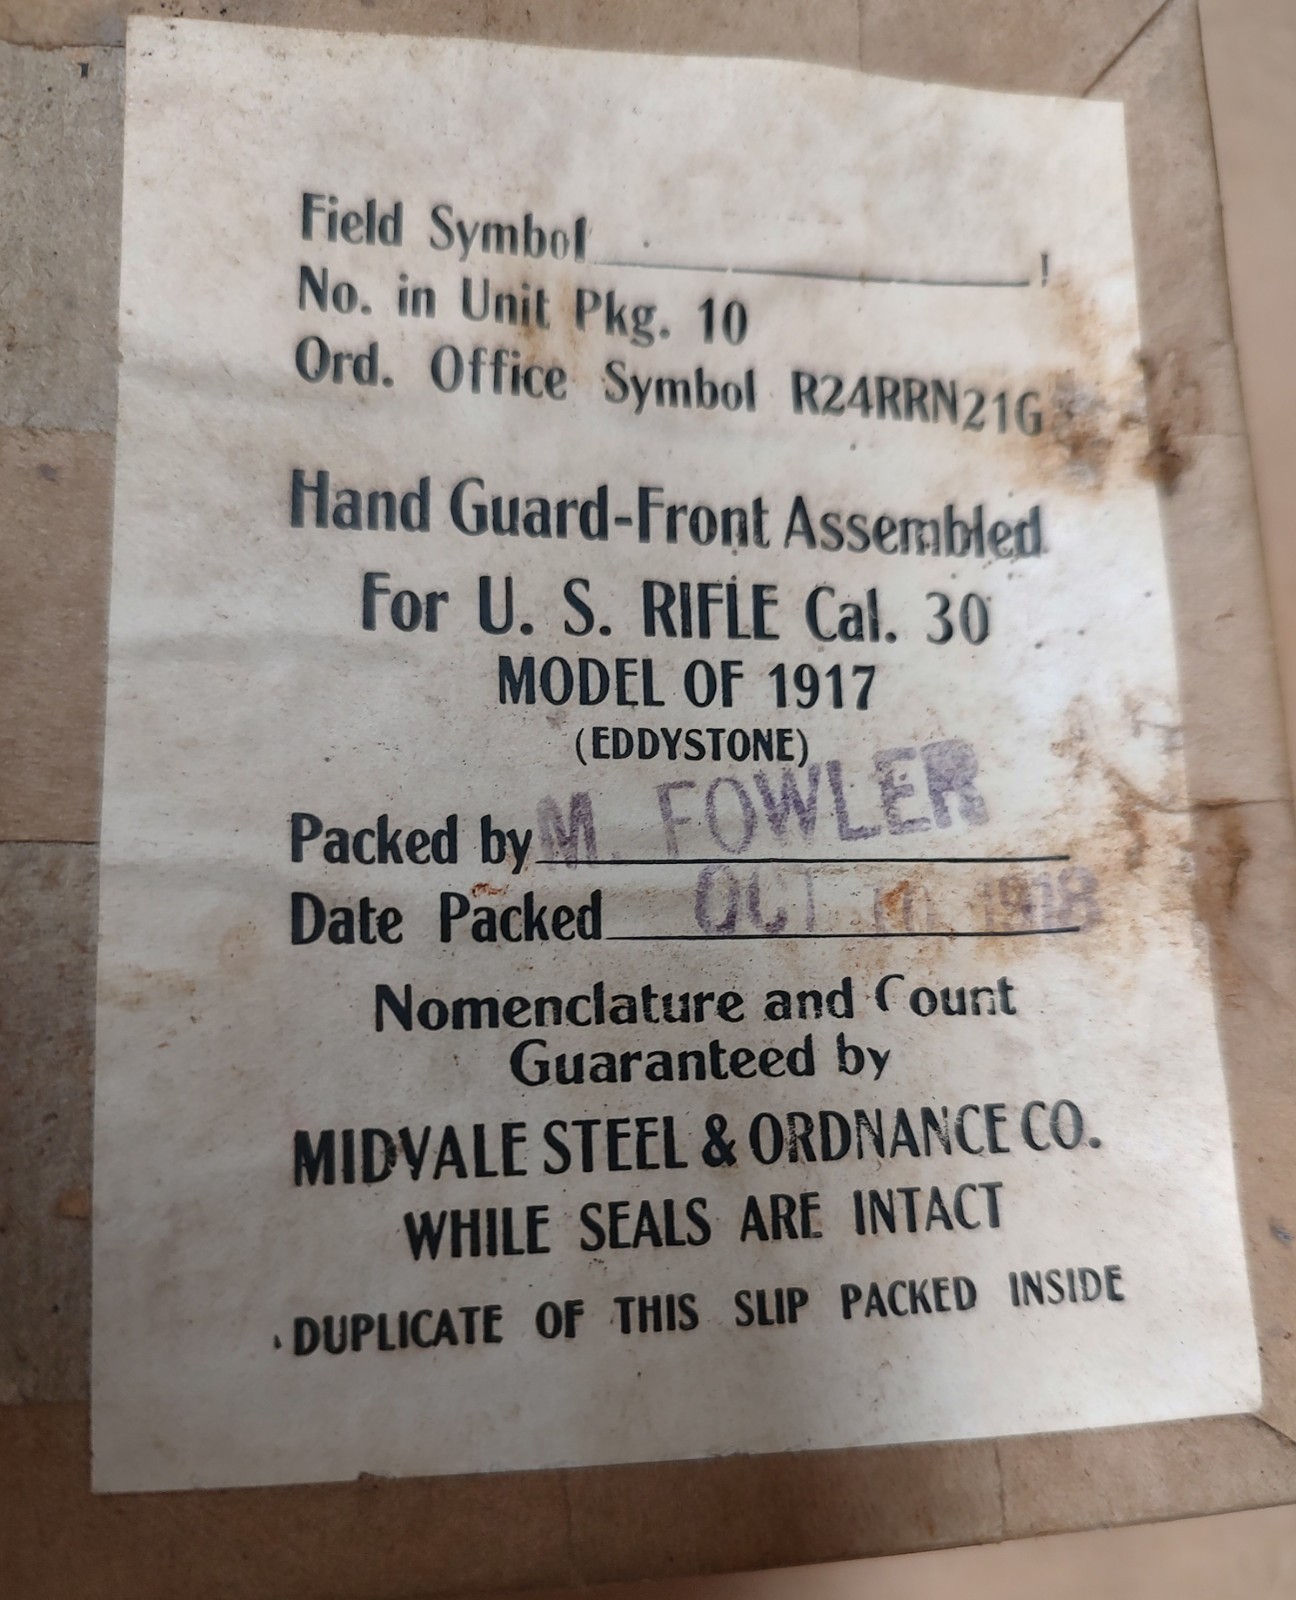 Field Symbol
No. in Unit Pkg. 10
Ord. Office Symbol R24RRN21G
Hand Guard-Front Assembled
For U. S. RIFLE Cal. 30
MODEL OF 1917
(EDDYSTONE)
Packed by M. FOWLER
Date Packed OCT 10 1918
Nomenclature and Count
Guaranteed by
MIDVALE STEEL & ORDNANCE CO.
WHILE SEALS ARE INTACT
DUPLICATE OF THIS SLIP PACKED INSIDE